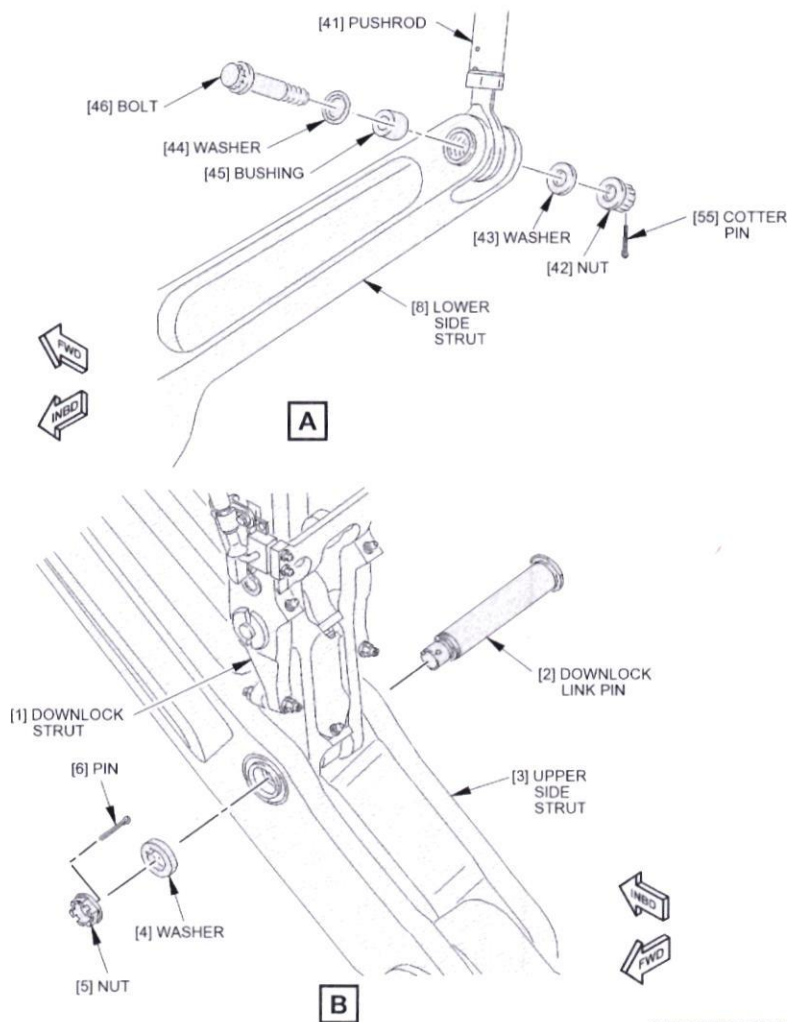 [41] PUSHROD
[46] BOLT
[44] WASHER
[45] BUSHING
[43] WASHER
[42] NUT
[55] COTTER
PIN
[8] LOWER
SIDE
STRUT
FWD
INBD
A
[1] DOWNLOCK
STRUT
[2] DOWNLOCK
LINK PIN
[6] PIN
[3] UPPER
SIDE
STRUT
[4] WASHER
[5] NUT
INBD
FWD
B